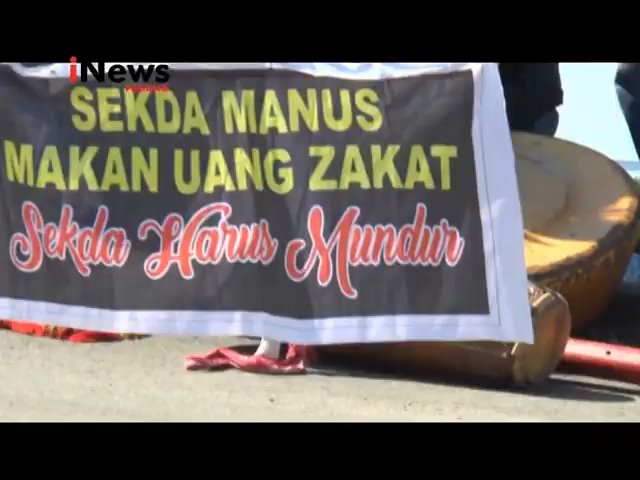 iNews
SEKDA MANUS
MAKAN UANG ZAKAT
Sekda Harus Mundur